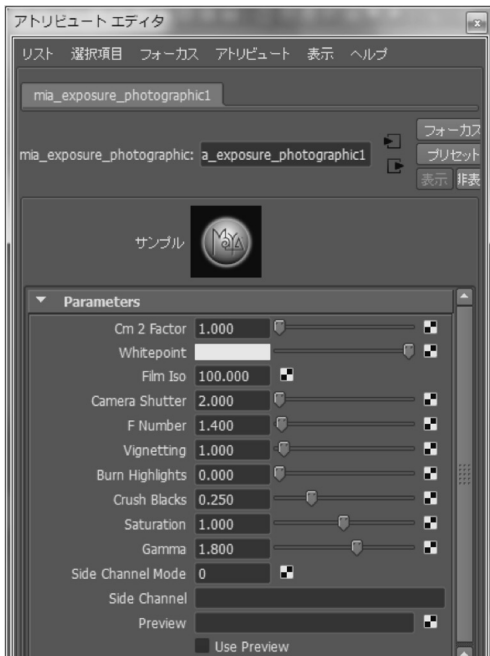 アトリビュート エディタ
リスト 選択項目 フォーカス アトリビュート 表示 ヘルプ
mia_exposure_photographic1
フォーカス
mia_exposure_photographic: a_exposure_photographic1
プリセット
表示 非表
サンプル MAYA
Parameters
Cm 2 Factor 1.000
Whitepoint
Film Iso 100.000
Camera Shutter 2.000
F Number 1.400
Vignetting 1.000
Burn Highlights 0.000
Crush Blacks 0.250
Saturation 1.000
Gamma 1.800
Side Channel Mode 0
Side Channel
Preview
Use Preview